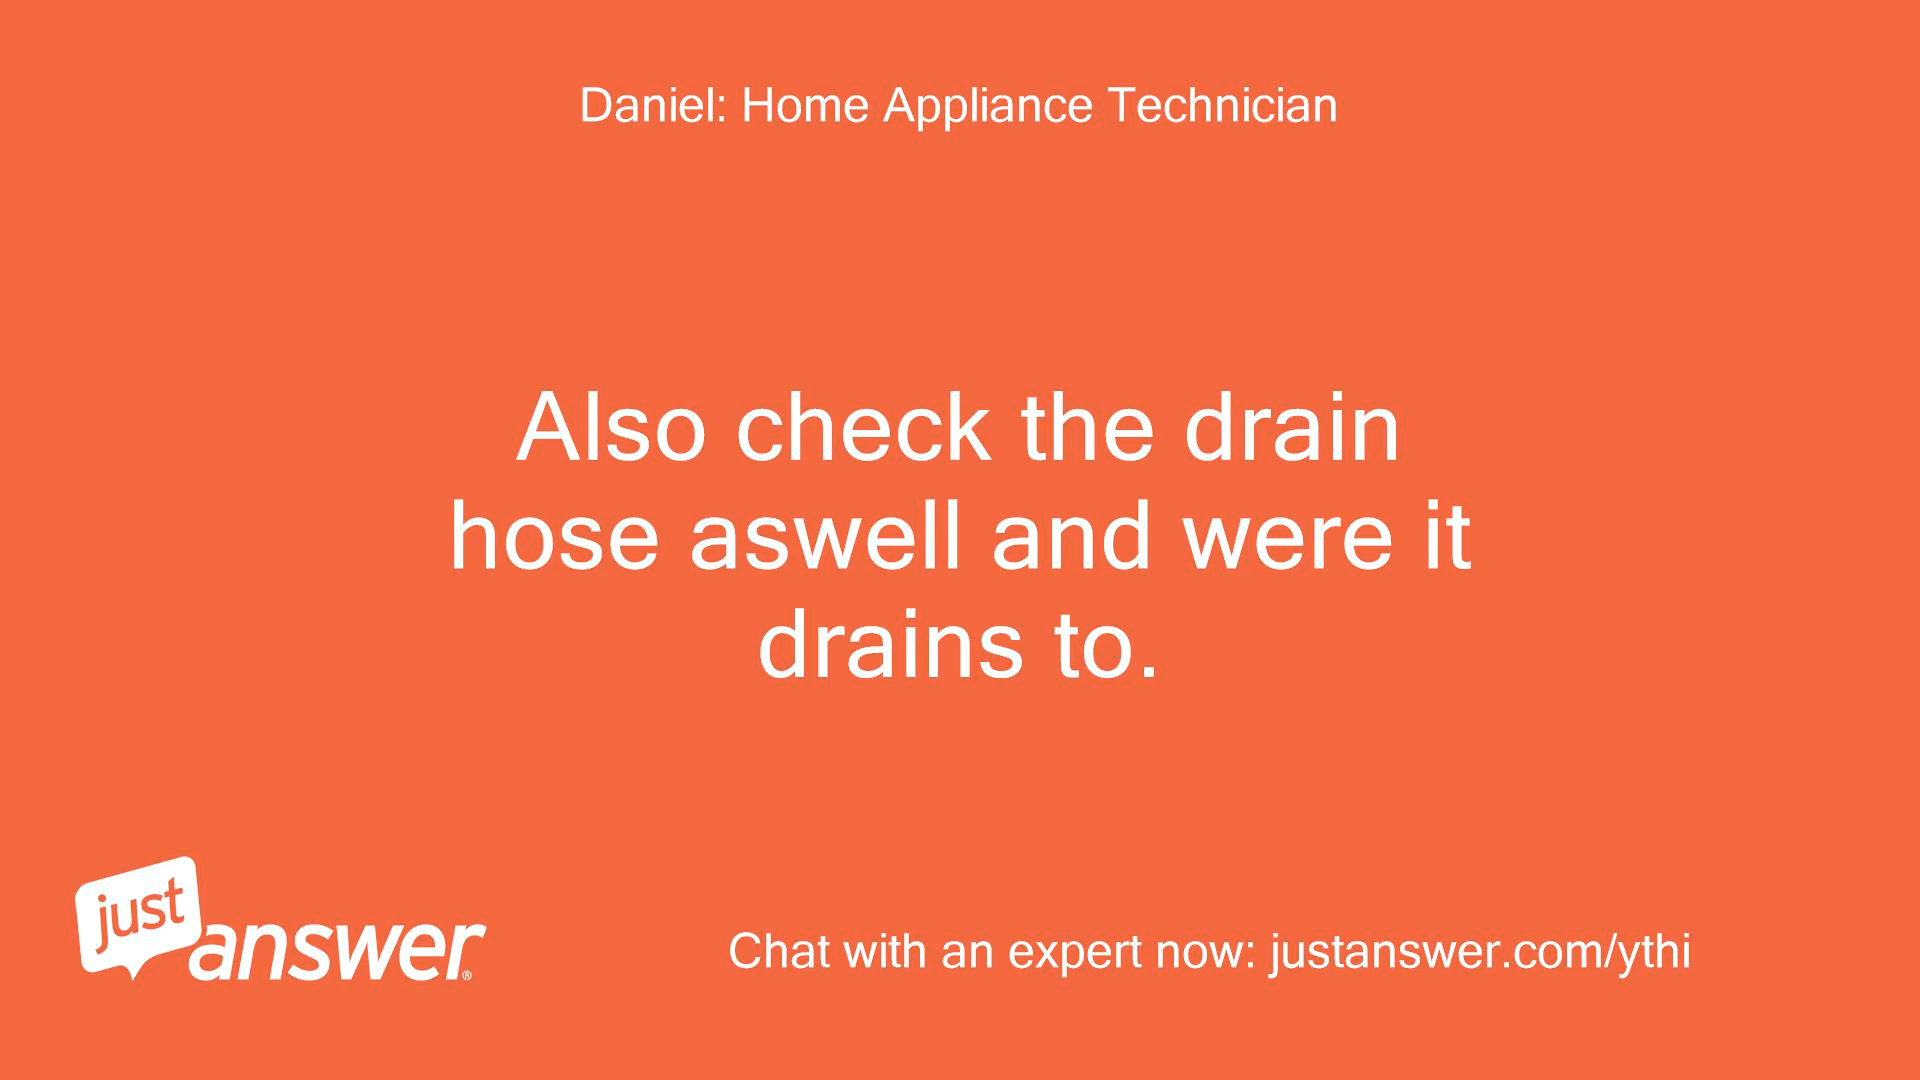 Daniel: Home Appliance Technician
Also check the drain
hose aswell and were it
drains to.
just
answer®
Chat with an expert now: justanswer.com/ythi